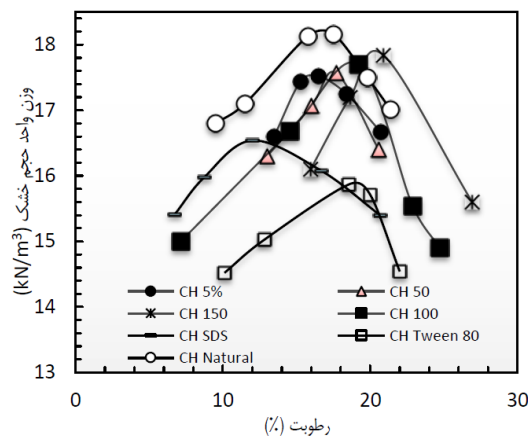 وزن واحد حجم خشک
(kN/m³)
18
17
16
15
14
13
CH 5%
CH 50
CH 150
CH 100
CH SDS
CH Tween 80
CH Natural
0
10
20
30
رطوبت (%)